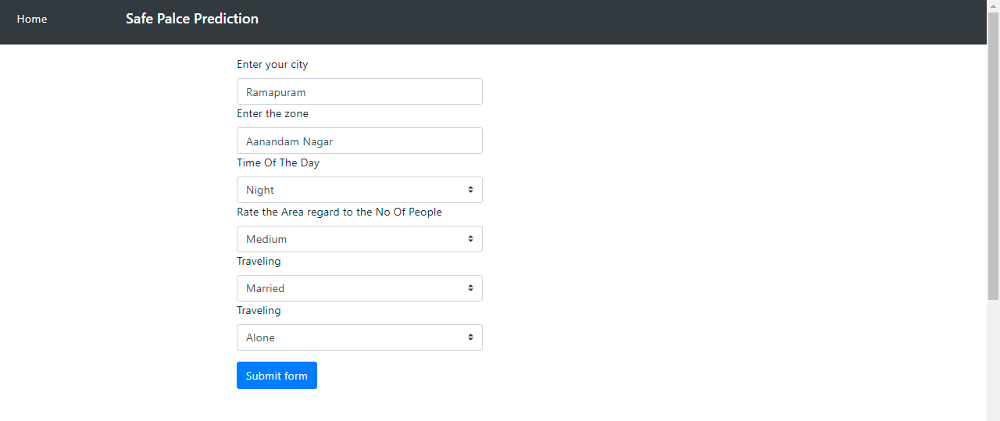 Home
Safe Palce Prediction
Enter your city
Ramapuram
Enter the zone
Aanandam Nagar
Time Of The Day
Night
Rate the Area regard to the No Of People
Medium
Traveling
Married
Traveling
Alone
Submit form